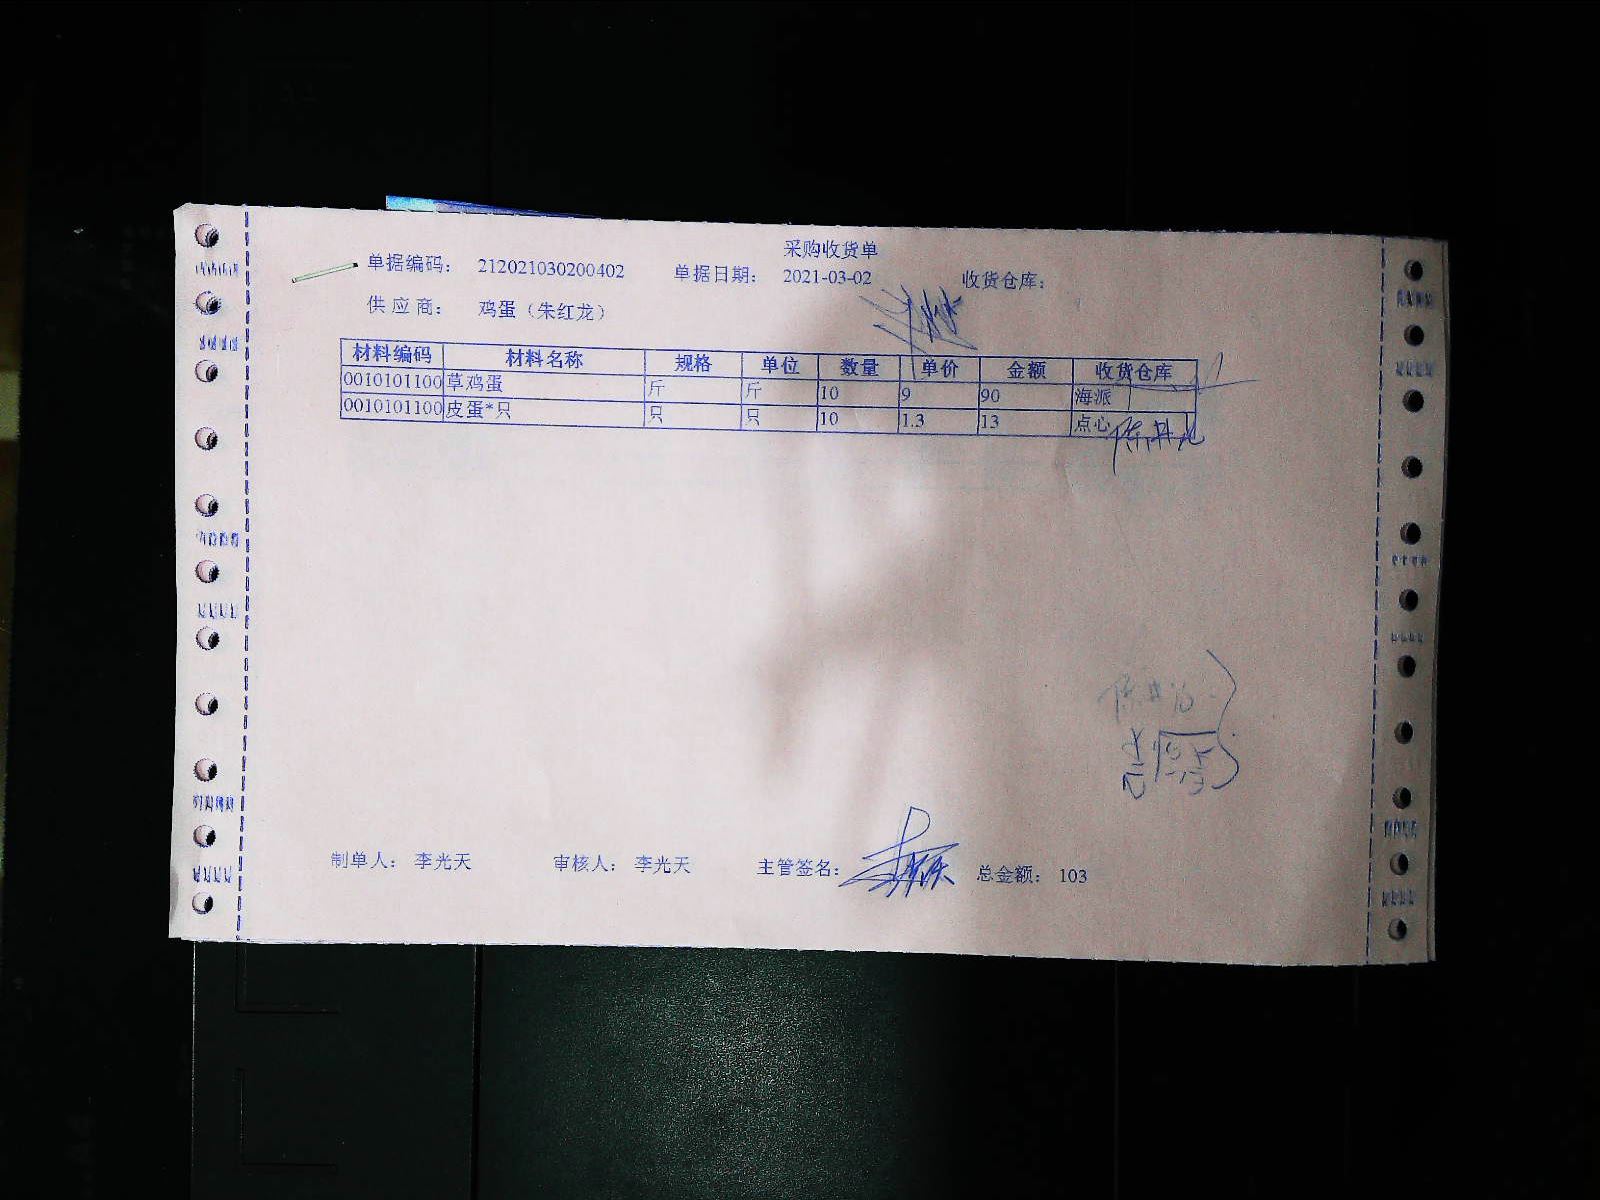 采购收货单
单据编码： 212021030200402 单据日期： 2021-03-02 收货仓库：
供 应 商： 鸡蛋（朱红龙）
材料编码 材料名称 规格 单位 数量 单价 金额 收货仓库
0010101100 草鸡蛋 斤 斤 10 9 90 海派
0010101100 皮蛋*只 只 只 10 1.3 13 点心
制单人： 李光天 审核人： 李光天 主管签名： 总金额： 103